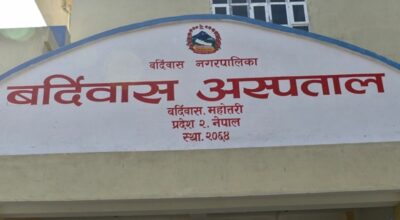 बर्दिवास नगरपालिका
बर्दिवास अस्पताल
बर्दिवास, महोत्तरी
प्रदेश २, नेपाल
स्था. २०६४